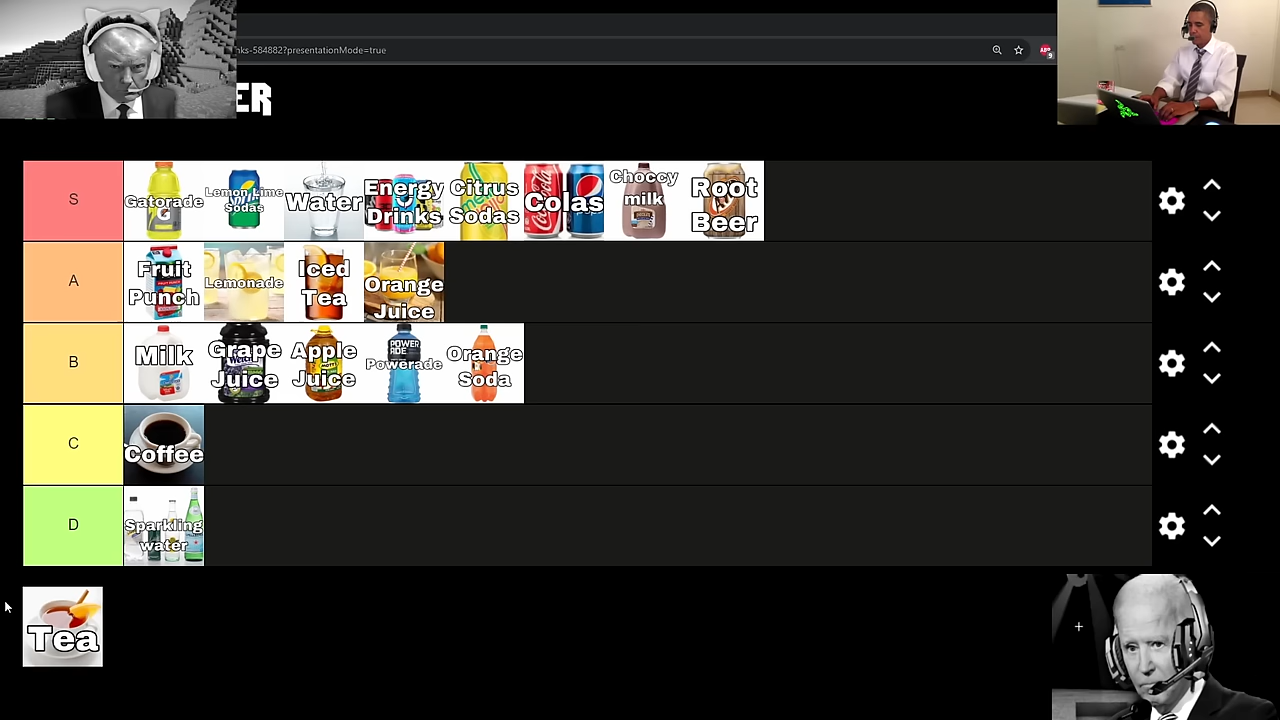 nks-584882?presentationMode=true
ER
S
Gatorade
Lemon Lime
Sodas
Water
Energy
Drinks
Citrus
Sodas
Colas
Choccy
milk
Root
Beer
A
Fruit
Punch
Lemonade
Iced
Tea
Orange
Juice
B
Milk
Grape
Juice
Apple
Juice
POWER
ADE
Powerade
Orange
Soda
C
Coffee
D
Sparkling
water
Tea